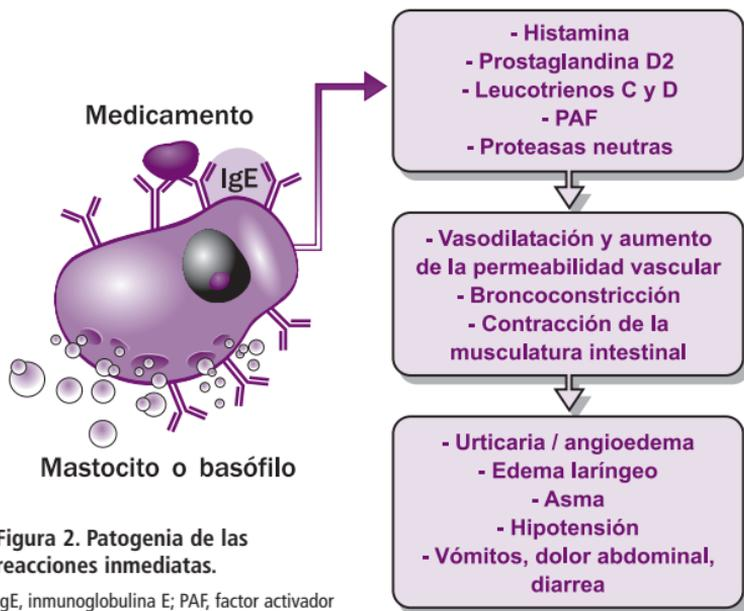 Medicamento
IgE
Mastocito o basófilo
- Histamina
- Prostaglandina D2
- Leucotrienos C y D
- PAF
- Proteasas neutras
- Vasodilatación y aumento
de la permeabilidad vascular
- Broncoconstricción
- Contracción de la
musculatura intestinal
- Urticaria / angioedema
- Edema laríngeo
- Asma
- Hipotensión
- Vómitos, dolor abdominal,
diarrea
Figura 2. Patogenia de las
reacciones inmediatas.
IgE, inmunoglobulina E; PAF, factor activador